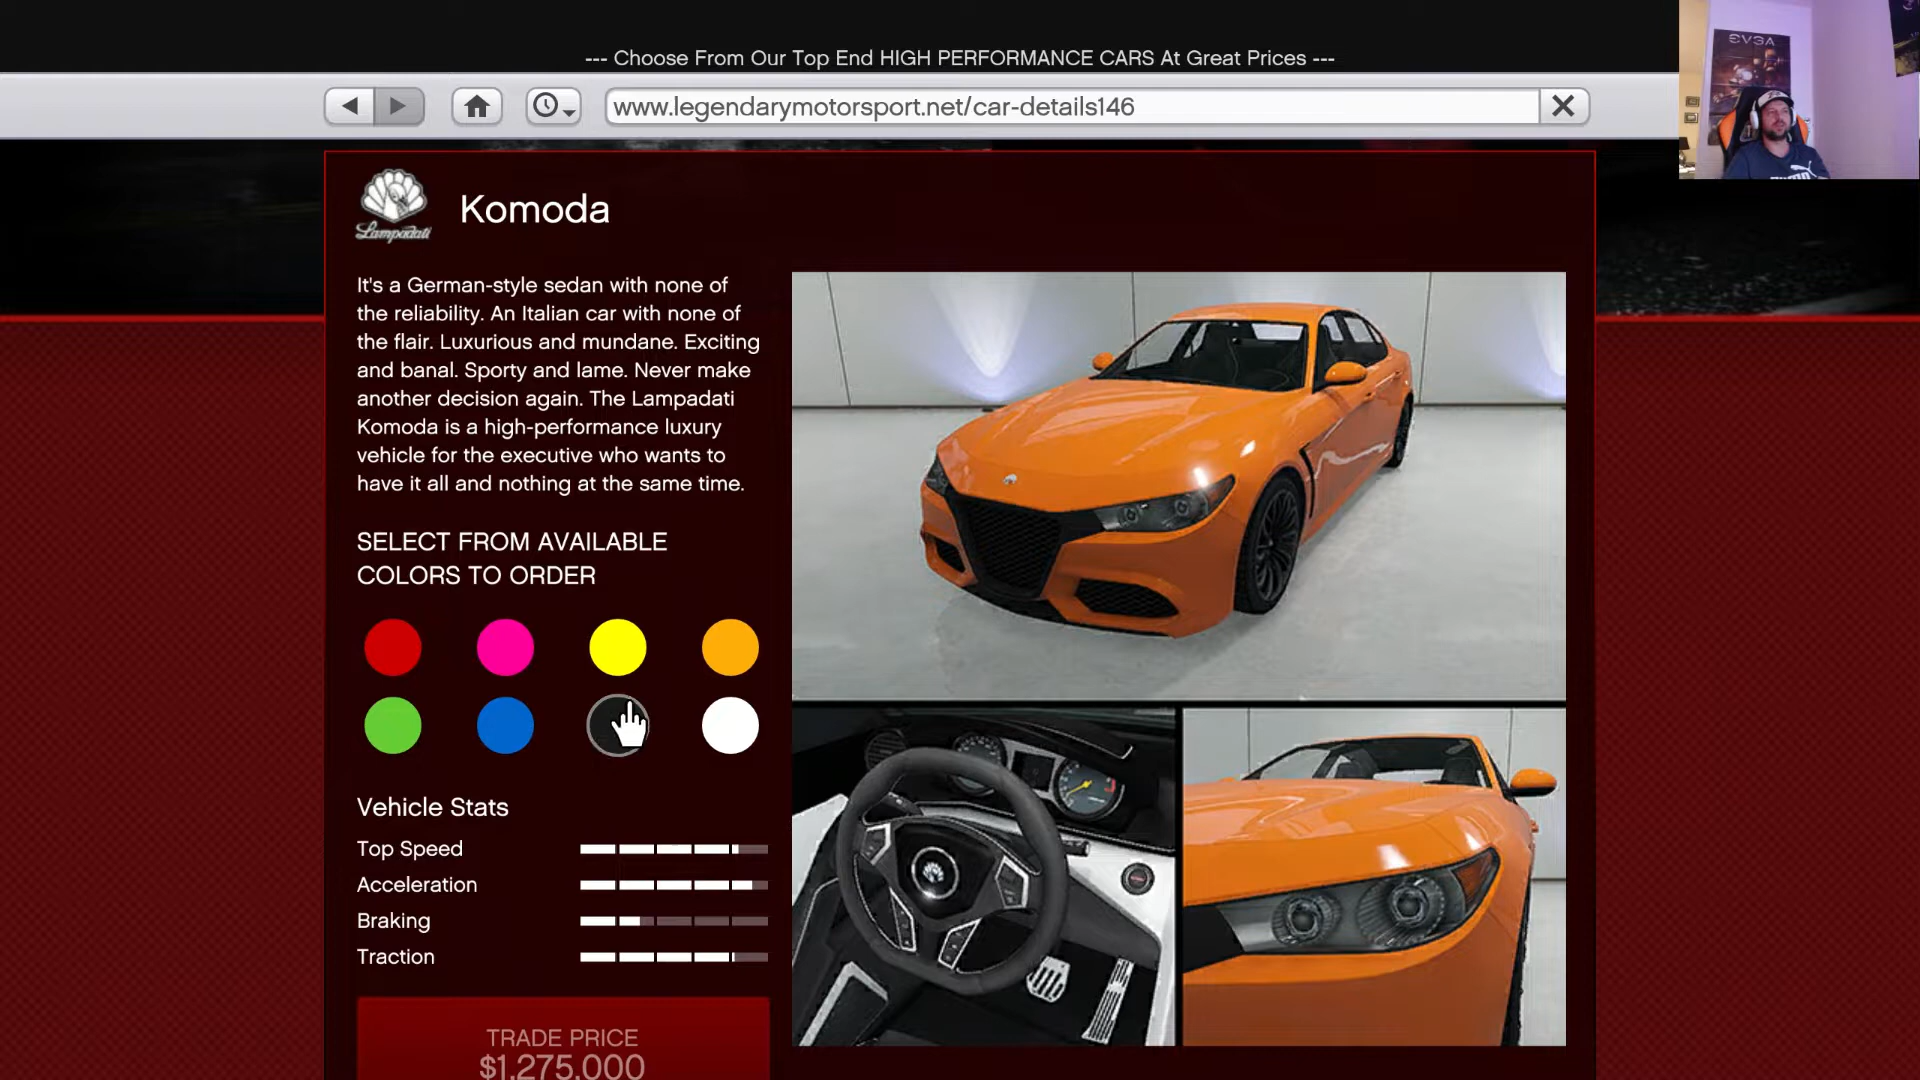 --- Choose From Our Top End HIGH PERFORMANCE CARS At Great Prices ---
www.legendarymotorsport.net/car-details146
EVGA
Lampadati
Komoda
It's a German-style sedan with none of
the reliability. An Italian car with none of
the flair. Luxurious and mundane. Exciting
and banal. Sporty and lame. Never make
another decision again. The Lampadati
Komoda is a high-performance luxury
vehicle for the executive who wants to
have it all and nothing at the same time.
SELECT FROM AVAILABLE
COLORS TO ORDER
Vehicle Stats
Top Speed
Acceleration
Braking
Traction
TRADE PRICE
$1,275,000